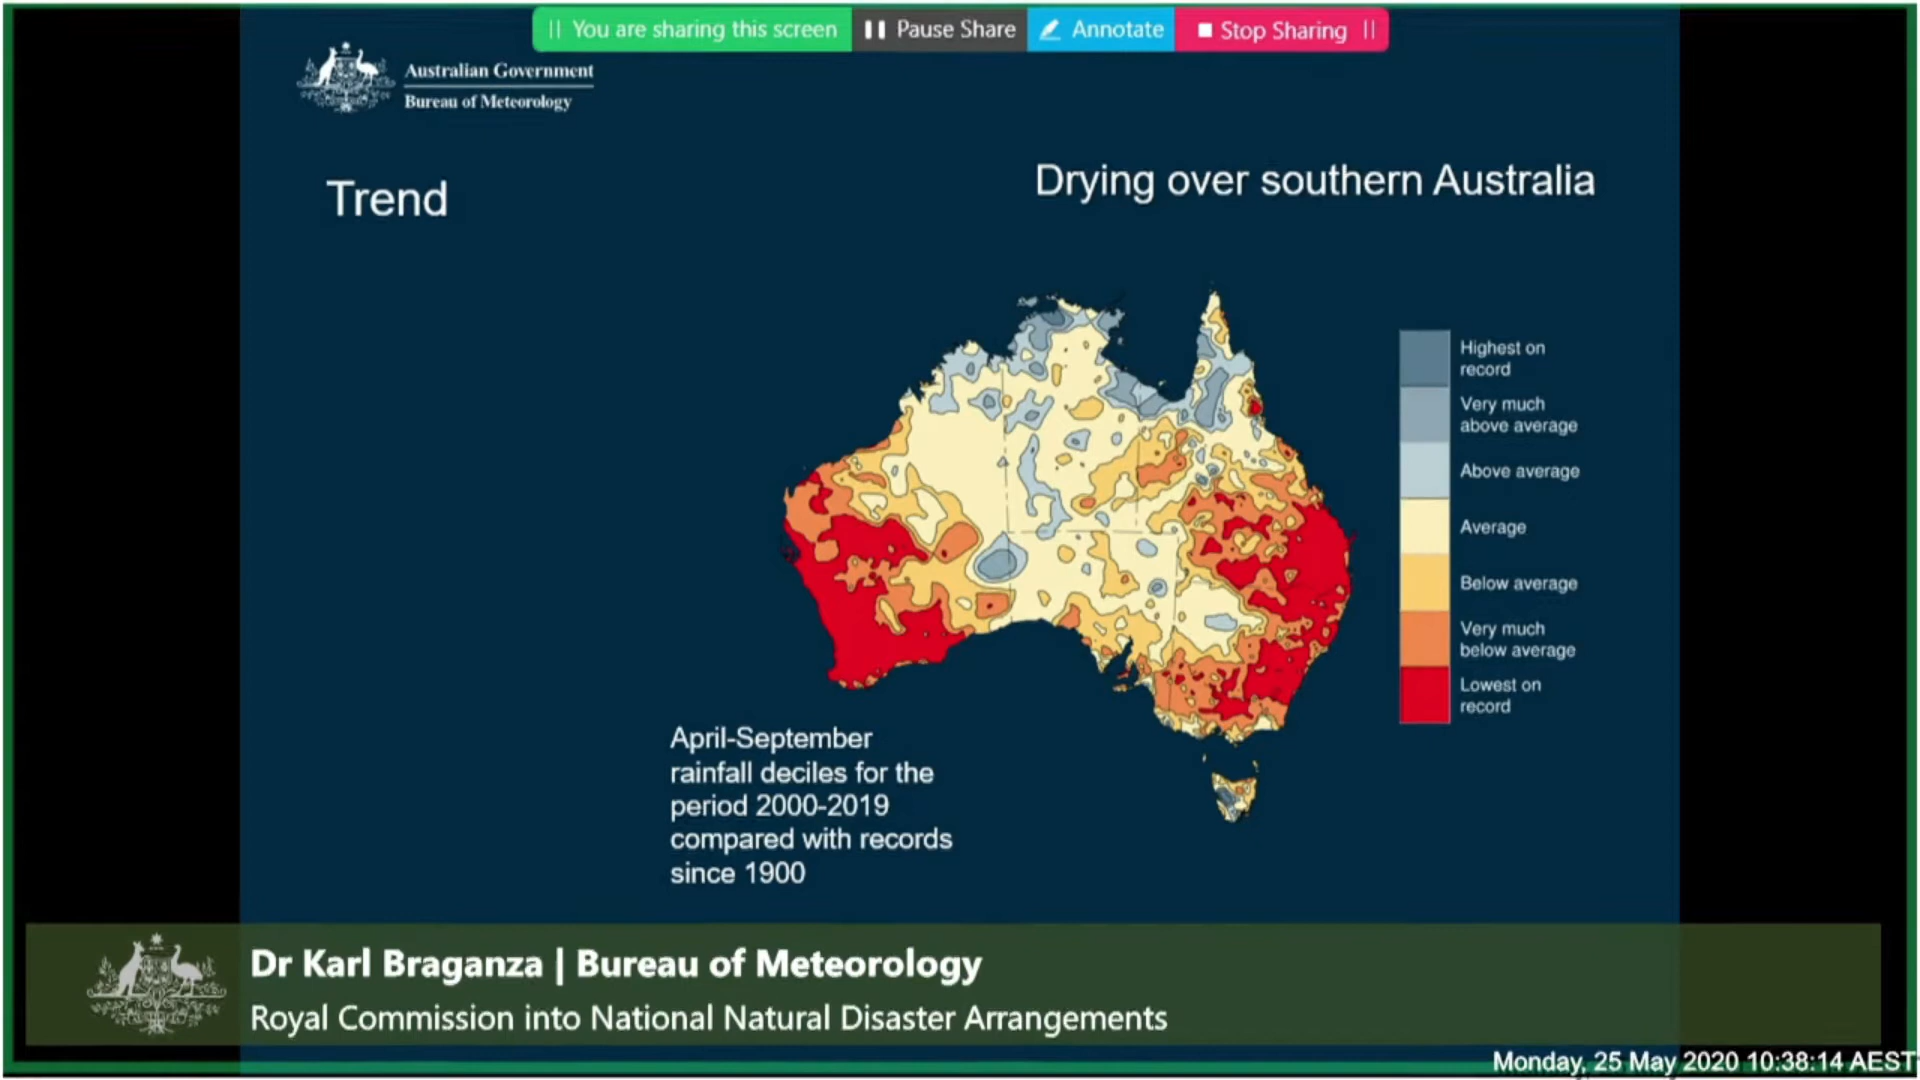 You are sharing this screen
Pause Share
Annotate
Stop Sharing
Australian Government
Bureau of Meteorology
Trend
Drying over southern Australia
Highest on
record
Very much
above average
Above average
Average
Below average
Very much
below average
Lowest on
record
April-September
rainfall deciles for the
period 2000-2019
compared with records
since 1900
Dr Karl Braganza | Bureau of Meteorology
Royal Commission into National Natural Disaster Arrangements
Monday, 25 May 2020 10:38:14 AEST